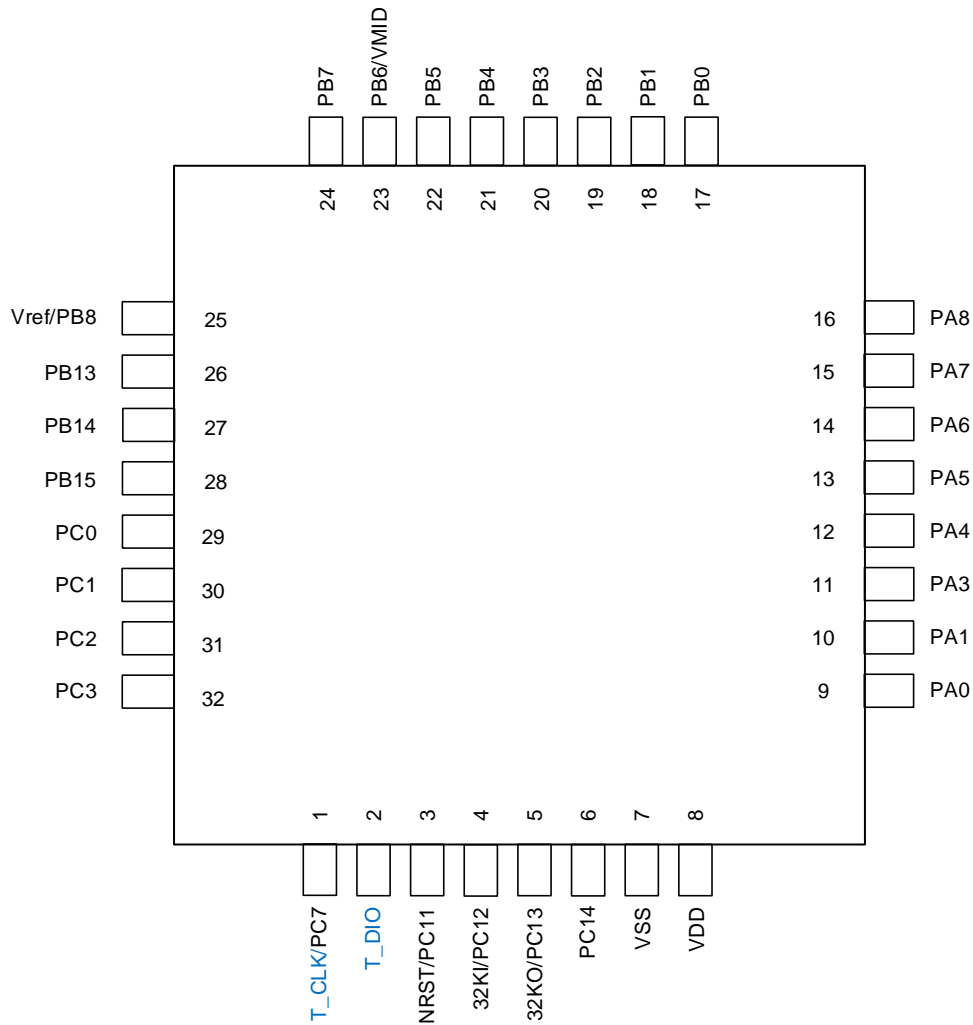 PB7
PB6/VMID
PB5
PB4
PB3
PB2
PB1
PB0
24
23
22
21
20
19
18
17
Vref/PB8
25
16
PA8
PB13
26
15
PA7
PB14
27
14
PA6
PB15
28
13
PA5
PC0
29
12
PA4
PC1
30
11
PA3
PC2
31
10
PA1
PC3
32
9
PA0
1
2
3
4
5
6
7
8
T_CLK/PC7
T_DIO
NRST/PC11
32KI/PC12
32KO/PC13
PC14
VSS
VDD